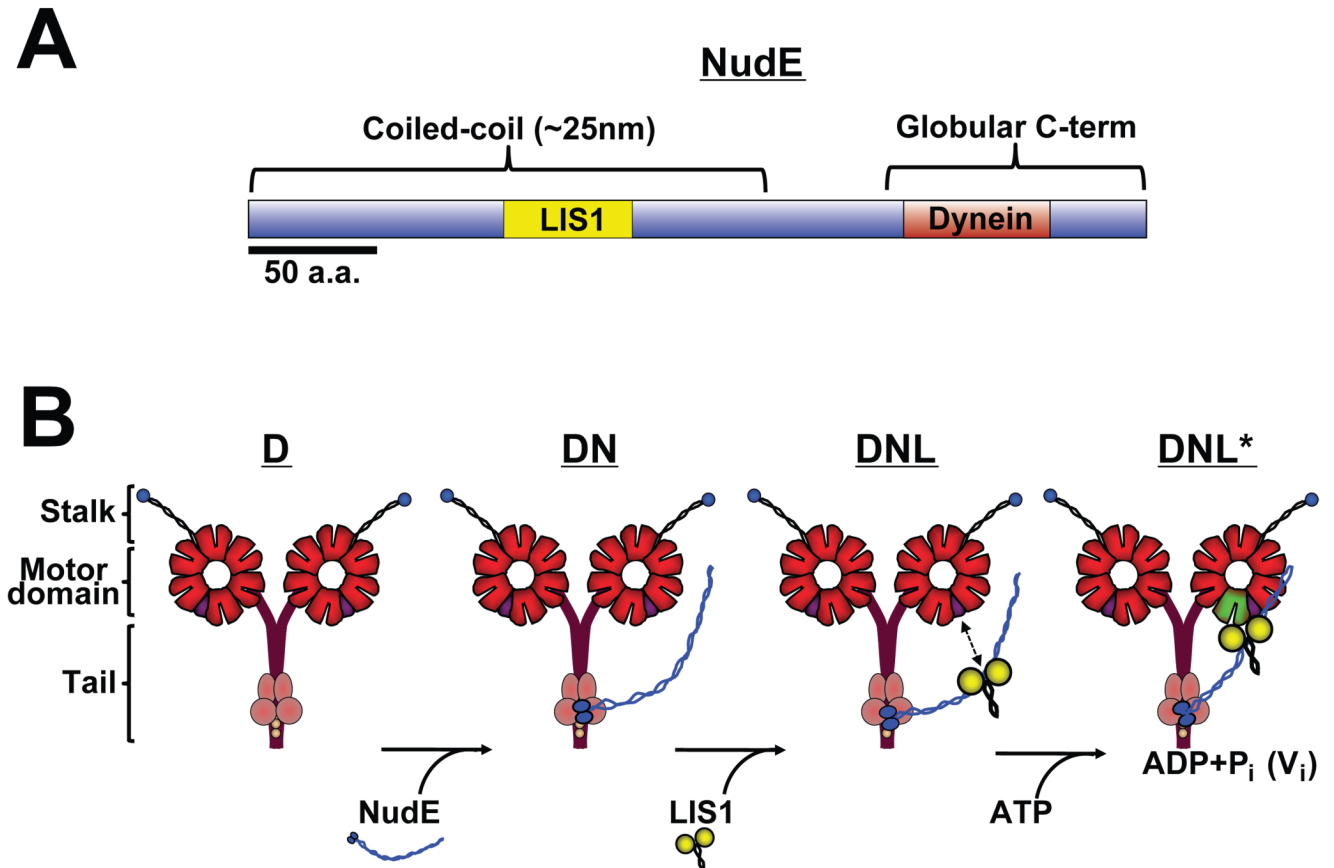 A
NudE
Coiled-coil (~25nm)
Globular C-term
LIS1
Dynein
50 a.a.
B
D
DN
DNL
DNL*
Stalk
Motor
domain
Tail
NudE
LIS1
ATP
ADP+Pi (Vi)